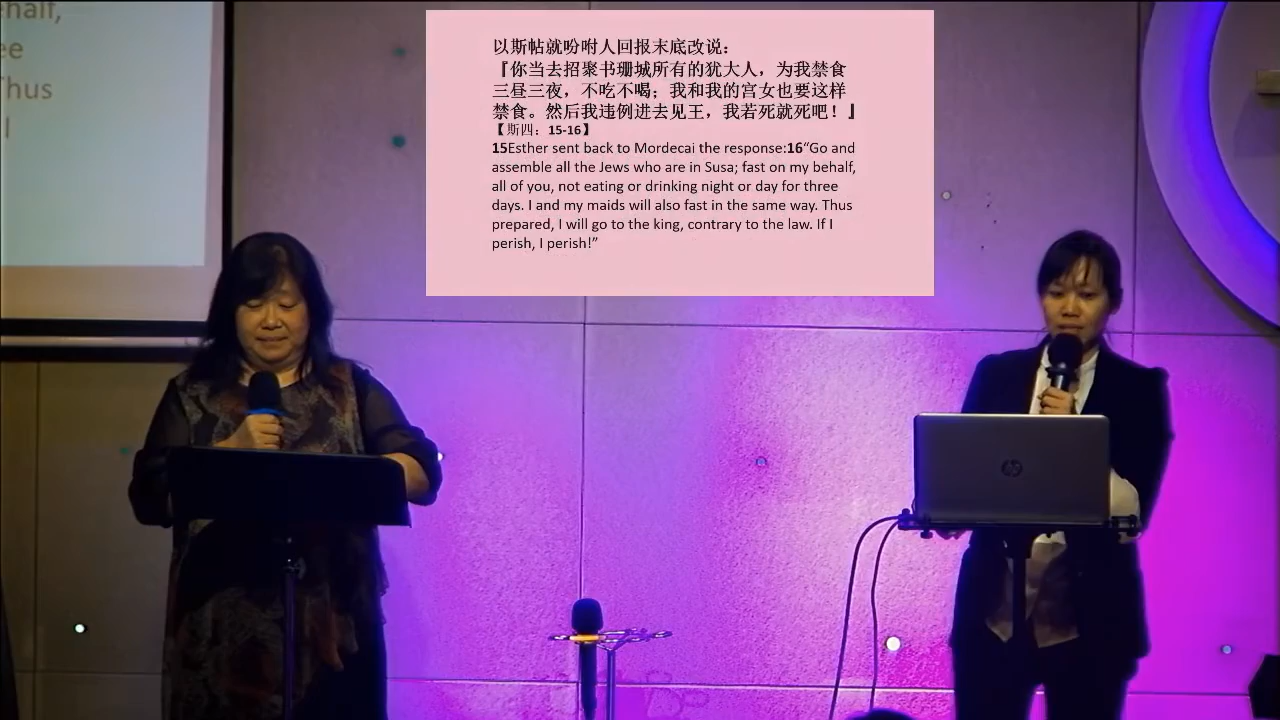 half,
ee
Thus
I
以斯帖就吩咐人回报末底改说：
『你当去招聚书珊城所有的犹大人，为我禁食
三昼三夜，不吃不喝；我和我的宫女也要这样
禁食。然后我违例进去见王，我若死就死吧！』
【斯四：15-16】
15Esther sent back to Mordecai the response:16“Go and
assemble all the Jews who are in Susa; fast on my behalf,
all of you, not eating or drinking night or day for three
days. I and my maids will also fast in the same way. Thus
prepared, I will go to the king, contrary to the law. If I
perish, I perish!”
hp